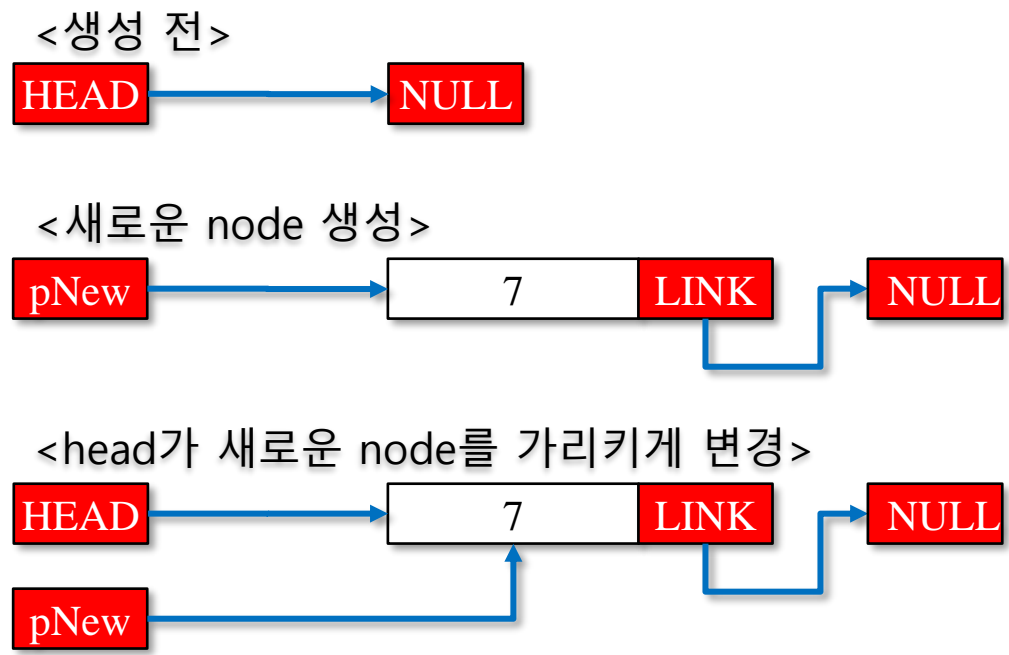 <생성 전>
HEAD NULL
<새로운 node 생성>
pNew 7 LINK NULL
<head가 새로운 node를 가리키게 변경>
HEAD 7 LINK NULL
pNew